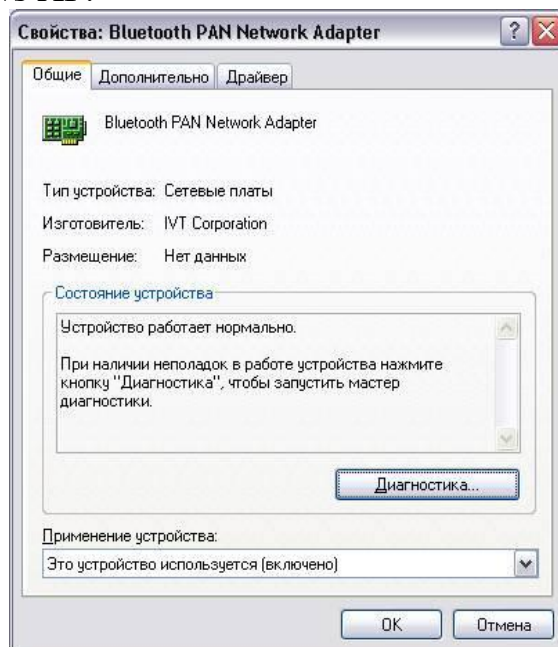 Свойства: Bluetooth PAN Network Adapter
Общие Дополнительно Драйвер
Bluetooth PAN Network Adapter
Тип устройства: Сетевые платы
Изготовитель: IVT Corporation
Размещение: Нет данных
Состояние устройства
Устройство работает нормально.
При наличии неполадок в работе устройства нажмите
кнопку "Диагностика", чтобы запустить мастер
диагностики.
Диагностика...
Применение устройства:
Это устройство используется (включено)
OK Отмена